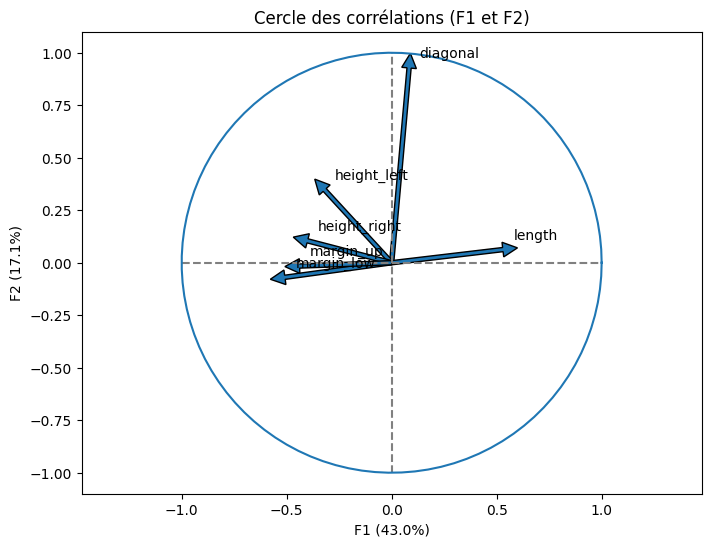 Cercle des corrélations (F1 et F2)
1.00
0.75
0.50
0.25
0.00
-0.25
-0.50
-0.75
-1.00
F2 (17.1%)
diagonal
height_left
height_right
length
margin_up
margin_low
-1.0
-0.5
0.0
0.5
1.0
F1 (43.0%)